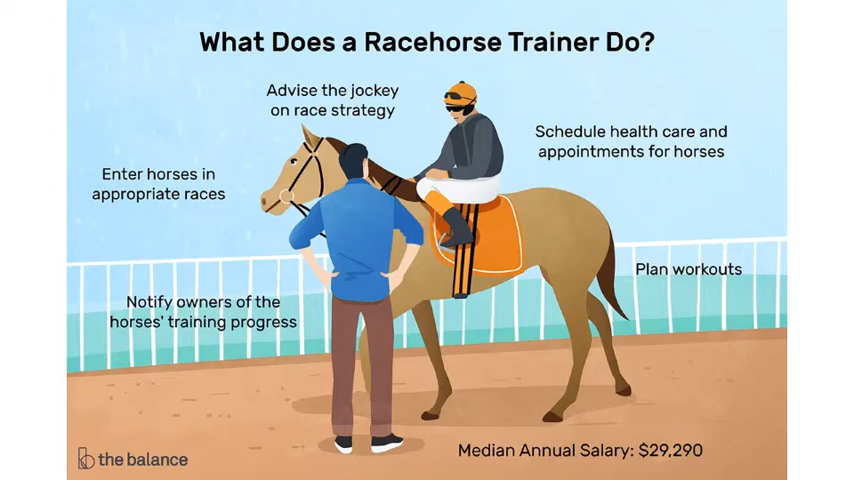 What Does a Racehorse Trainer Do?
Advise the jockey
on race strategy
Schedule health care and
appointments for horses
Enter horses in
appropriate races
Plan workouts
Notify owners of the
horses' training progress
Median Annual Salary: $29,290
the balance